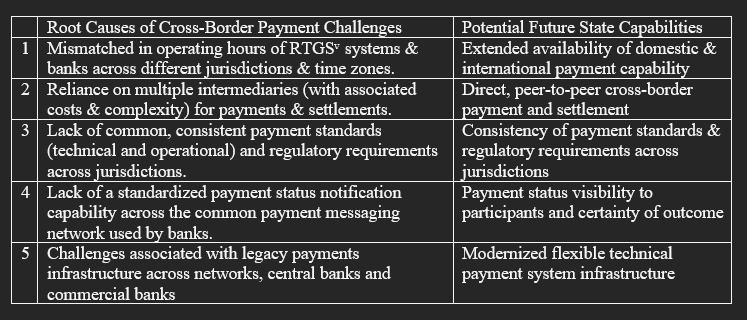 Root Causes of Cross-Border Payment Challenges Potential Future State Capabilities
1 Mismatched in operating hours of RTGSᵛ systems & Extended availability of domestic &
banks across different jurisdictions & time zones. international payment capability
2 Reliance on multiple intermediaries (with associated Direct, peer-to-peer cross-border
costs & complexity) for payments & settlements. payment and settlement
3 Lack of common, consistent payment standards Consistency of payment standards &
(technical and operational) and regulatory requirements regulatory requirements across
across jurisdictions. jurisdictions
4 Lack of a standardized payment status notification Payment status visibility to
capability across the common payment messaging participants and certainty of outcome
network used by banks.
5 Challenges associated with legacy payments Modernized flexible technical
infrastructure across networks, central banks and payment system infrastructure
commercial banks